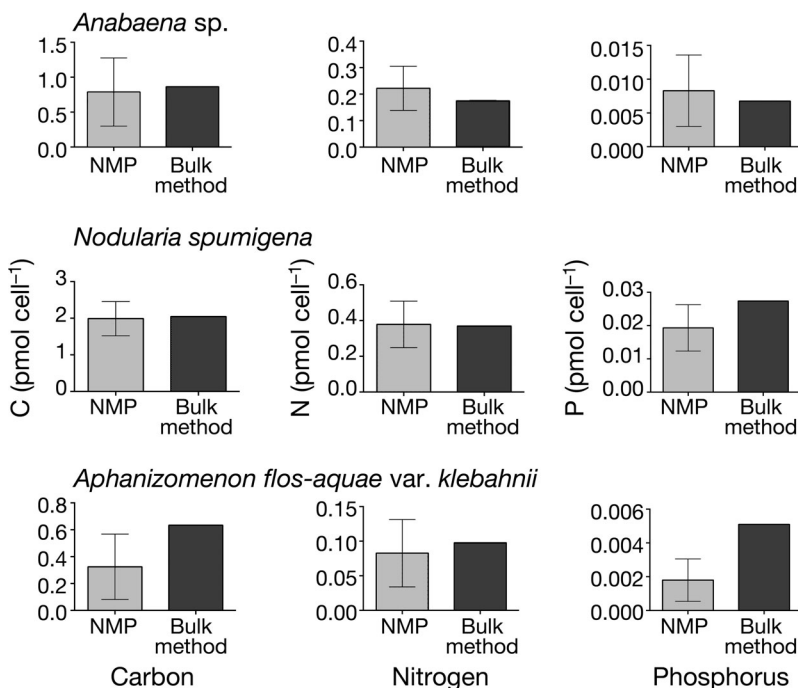 Anabaena sp.
1.5
1.0
0.5
0.0
NMP
Bulk
method
0.4
0.3
0.2
0.1
0.0
NMP
Bulk
method
0.015
0.010
0.005
0.000
NMP
Bulk
method
Nodularia spumigena
C (pmol cell⁻¹)
3
2
2
1
0
NMP
Bulk
method
N (pmol cell⁻¹)
0.6
0.4
0.2
0.0
NMP
Bulk
method
P (pmol cell⁻¹)
0.03
0.02
0.01
0.00
NMP
Bulk
method
Aphanizomenon flos-aquae var. klebahnii
0.8
0.6
0.4
0.2
0.0
NMP
Bulk
method
Carbon
0.15
0.10
0.05
0.00
NMP
Bulk
method
Nitrogen
0.006
0.004
0.002
0.000
NMP
Bulk
method
Phosphorus